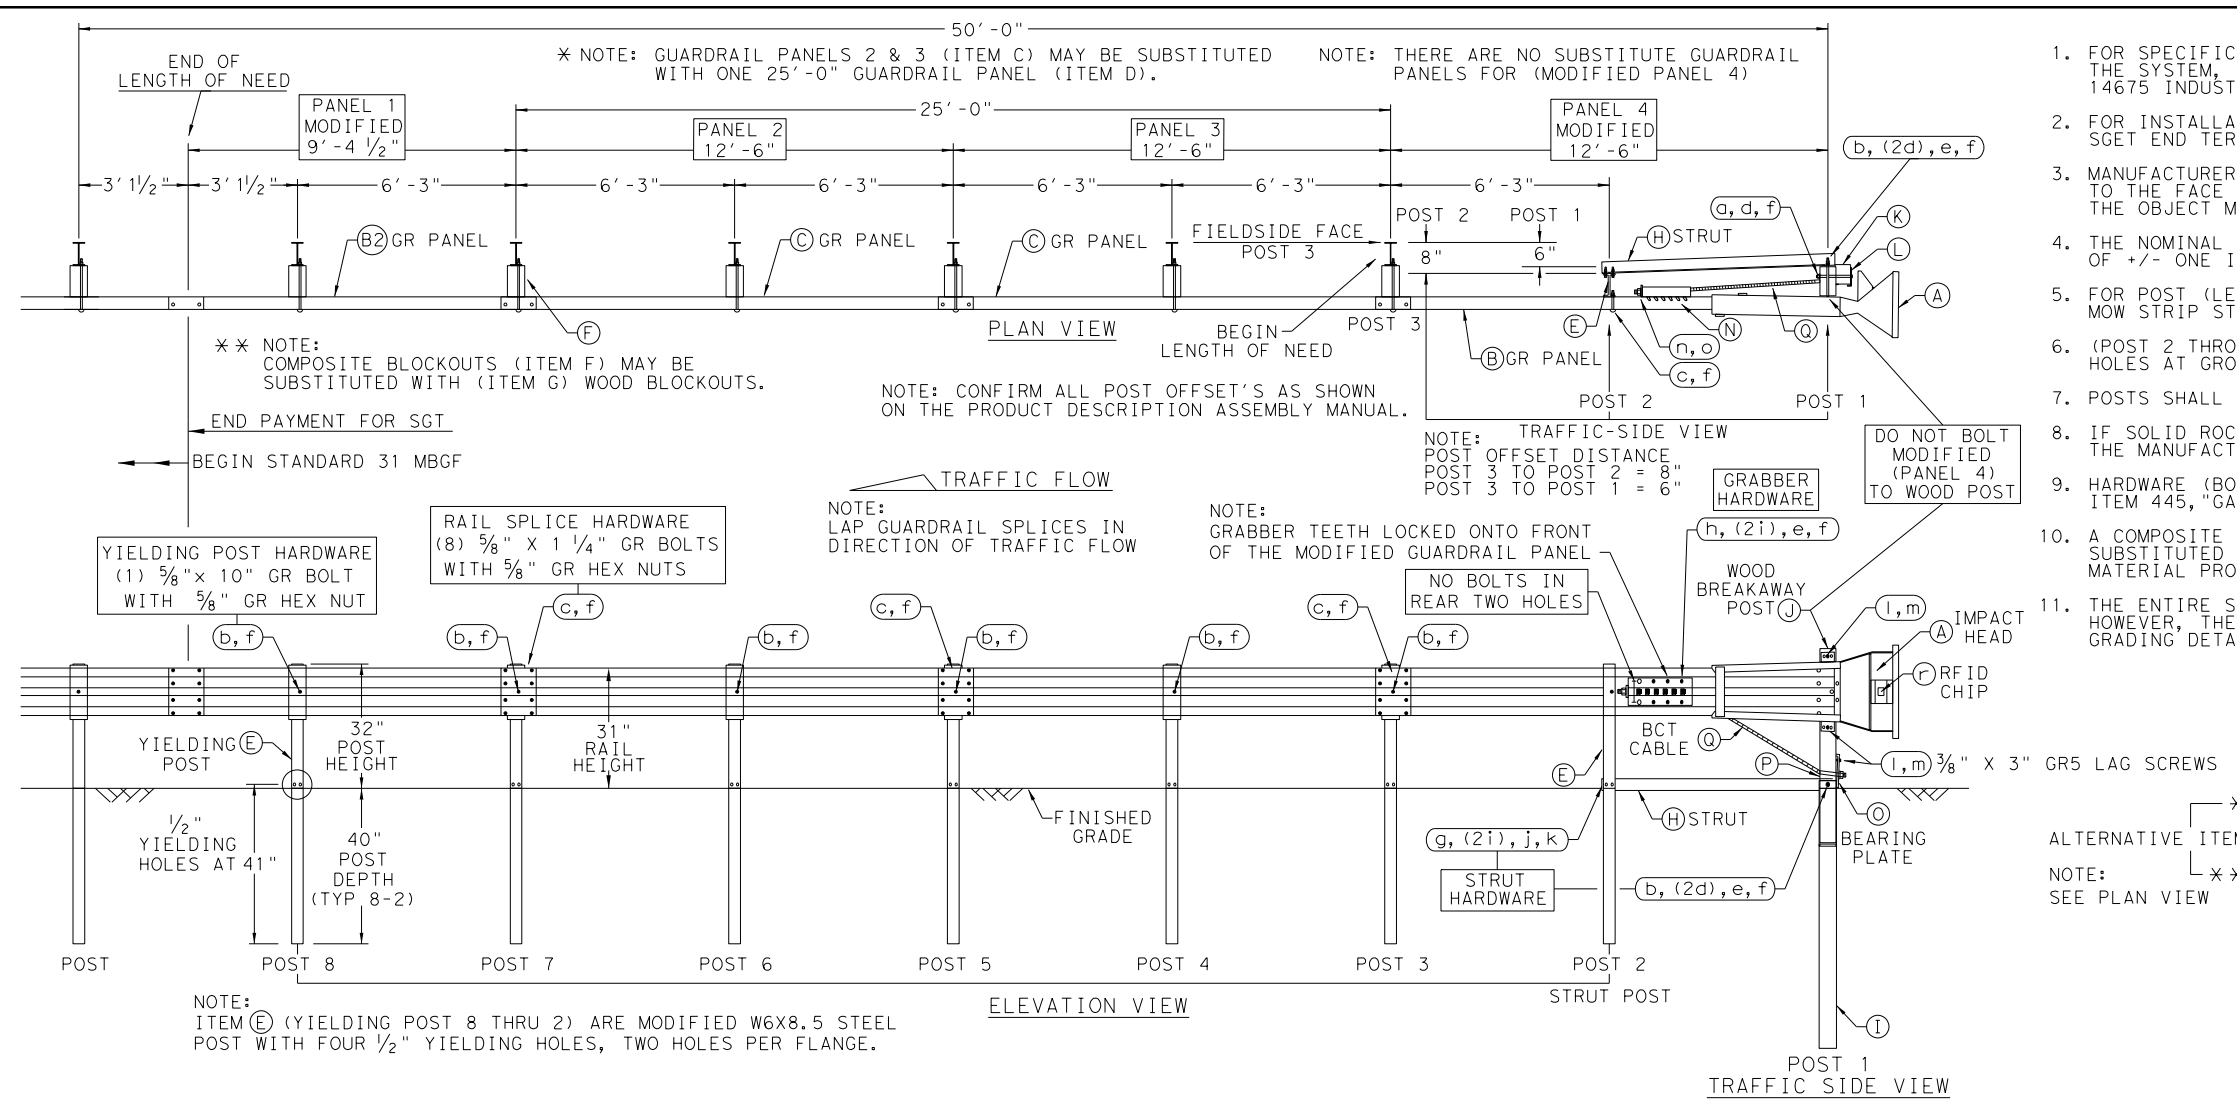 50'-0"
* NOTE: GUARDRAIL PANELS 2 & 3 (ITEM C) MAY BE SUBSTITUTED
WITH ONE 25'-0" GUARDRAIL PANEL (ITEM D).
NOTE: THERE ARE NO SUBSTITUTE GUARDRAIL
PANELS FOR (MODIFIED PANEL 4)
END OF
LENGTH OF NEED
PANEL 1
MODIFIED
9'-4 1/2"
25'-0"
PANEL 2
12'-6"
PANEL 3
12'-6"
PANEL 4
MODIFIED
12'-6"
b, (2d), e, f
3' 1 1/2"
3' 1 1/2"
6'-3"
6'-3"
6'-3"
6'-3"
6'-3"
6'-3"
POST 2
POST 1
a, d, f
K
B2 GR PANEL
C GR PANEL
C GR PANEL
FIELDSIDE FACE
POST 3
8"
6"
H STRUT
L
A
F
PLAN VIEW
BEGIN
LENGTH OF NEED
POST 3
E
N
Q
B GR PANEL
n, o
c, f
** NOTE:
COMPOSITE BLOCKOUTS (ITEM F) MAY BE
SUBSTITUTED WITH (ITEM G) WOOD BLOCKOUTS.
NOTE: CONFIRM ALL POST OFFSET'S AS SHOWN
ON THE PRODUCT DESCRIPTION ASSEMBLY MANUAL.
POST 2
POST 1
TRAFFIC-SIDE VIEW
NOTE:
POST OFFSET DISTANCE
POST 3 TO POST 2 = 8"
POST 3 TO POST 1 = 6"
DO NOT BOLT
MODIFIED
(PANEL 4)
TO WOOD POST
END PAYMENT FOR SGT
BEGIN STANDARD 31 MBGF
TRAFFIC FLOW
NOTE:
LAP GUARDRAIL SPLICES IN
DIRECTION OF TRAFFIC FLOW
GRABBER
HARDWARE
NOTE:
GRABBER TEETH LOCKED ONTO FRONT
OF THE MODIFIED GUARDRAIL PANEL
h, (2i), e, f
YIELDING POST HARDWARE
(1) 5/8"x 10" GR BOLT
WITH 5/8" GR HEX NUT
RAIL SPLICE HARDWARE
(8) 5/8" X 1 1/4" GR BOLTS
WITH 5/8" GR HEX NUTS
NO BOLTS IN
REAR TWO HOLES
WOOD
BREAKAWAY
POST J
l, m
IMPACT
A HEAD
r RFID
CHIP
b, f
c, f
b, f
b, f
c, f
b, f
b, f
c, f
b, f
YIELDING E
POST
32"
POST
HEIGHT
31"
RAIL
HEIGHT
BCT
CABLE Q
E
P
l, m 3/8" X 3" GR5 LAG SCREWS
1/2"
YIELDING
HOLES AT 41"
40"
POST
DEPTH
(TYP 8-2)
FINISHED
GRADE
H STRUT
O
BEARING
PLATE
g, (2i), j, k
STRUT
HARDWARE
b, (2d), e, f
*
ALTERNATIVE ITE
NOTE:
SEE PLAN VIEW
POST
POST 8
POST 7
POST 6
POST 5
POST 4
POST 3
POST 2
STRUT POST
ELEVATION VIEW
NOTE:
ITEM E (YIELDING POST 8 THRU 2) ARE MODIFIED W6X8.5 STEEL
POST WITH FOUR 1/2" YIELDING HOLES, TWO HOLES PER FLANGE.
I
POST 1
TRAFFIC SIDE VIEW
1. FOR SPECIFIC
THE SYSTEM,
14675 INDUST
2. FOR INSTALLA
SGET END TER
3. MANUFACTURER
TO THE FACE
THE OBJECT M
4. THE NOMINAL
OF +/- ONE I
5. FOR POST (LE
MOW STRIP ST
6. (POST 2 THRO
HOLES AT GRO
7. POSTS SHALL
8. IF SOLID ROC
THE MANUFACT
9. HARDWARE (BO
ITEM 445,"GA
10. A COMPOSITE
SUBSTITUTED
MATERIAL PRO
11. THE ENTIRE S
HOWEVER, THE
GRADING DETA